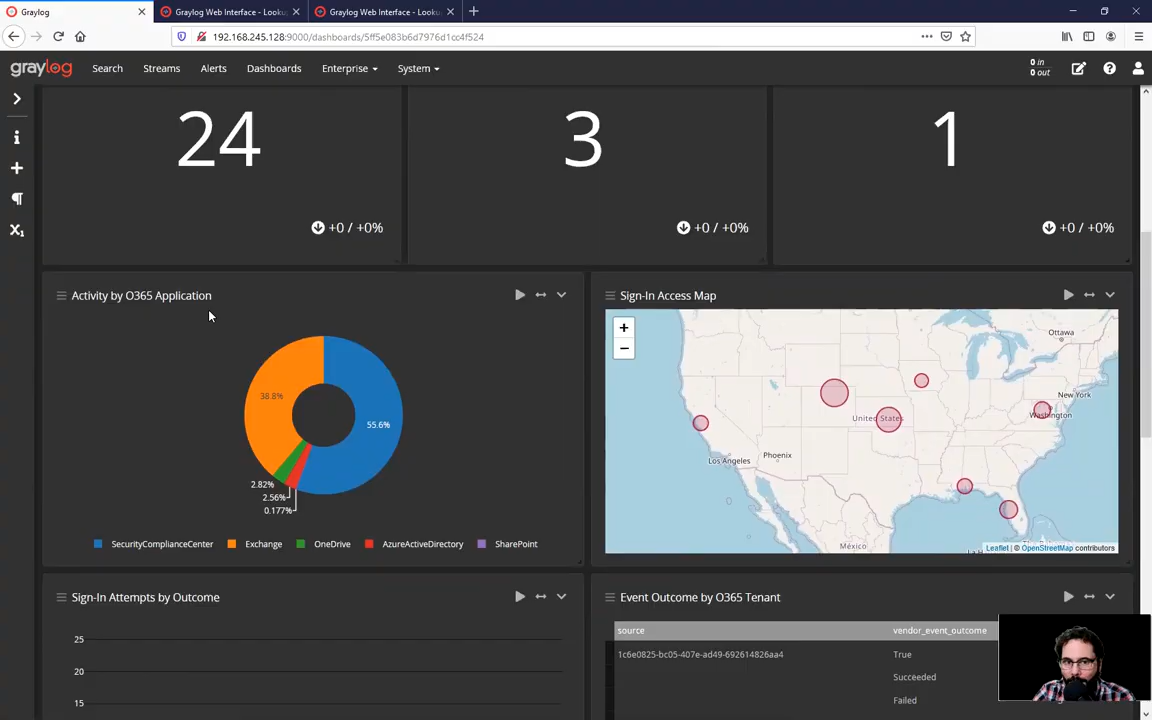 Graylog
Graylog Web Interface - Looku
Graylog Web Interface - Looku
192.168.245.128:9000/dashboards/5ff5e083b6d7976d1cc4f524
graylog
Search
Streams
Alerts
Dashboards
Enterprise
System
0 in
0 out
24
3
1
+0 / +0%
+0 / +0%
+0 / +0%
Activity by O365 Application
38.8%
55.6%
2.82%
2.56%
0.177%
SecurityComplianceCenter
Exchange
OneDrive
AzureActiveDirectory
SharePoint
Sign-In Access Map
+
−
Ottawa
New York
Washington
United States
Los Angeles
Phoenix
México
Leaflet | © OpenStreetMap contributors
Sign-In Attempts by Outcome
25
20
15
Event Outcome by O365 Tenant
source vendor_event_outcome
1c6e0825-bc05-407e-ad49-692614826aa4 True
Succeeded
Failed